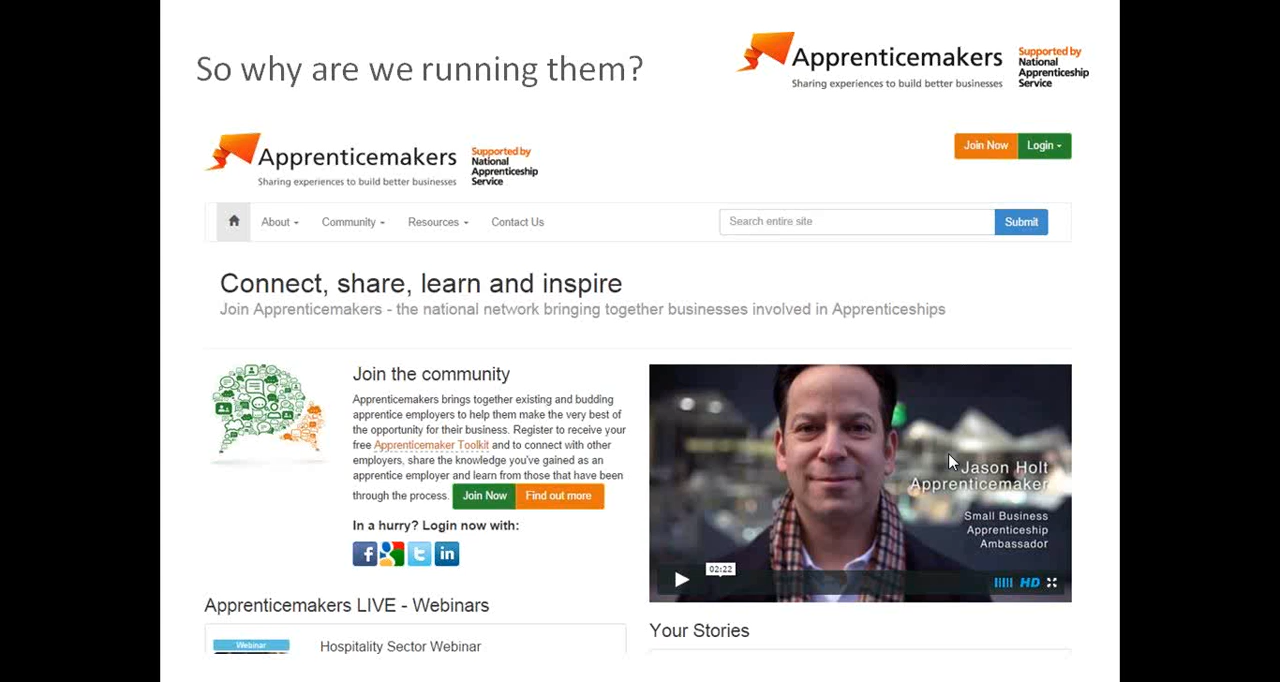 So why are we running them?
Apprenticemakers
Sharing experiences to build better businesses
Supported by
National
Apprenticeship
Service
Apprenticemakers
Sharing experiences to build better businesses
Supported by
National
Apprenticeship
Service
Join Now
Login
About
Community
Resources
Contact Us
Search entire site
Submit
Connect, share, learn and inspire
Join Apprenticemakers - the national network bringing together businesses involved in Apprenticeships
Join the community
Apprenticemakers brings together existing and budding
apprentice employers to help them make the very best of
the opportunity for their business. Register to receive your
free Apprenticemaker Toolkit and to connect with other
employers, share the knowledge you've gained as an
apprentice employer and learn from those that have been
through the process. Join Now Find out more
In a hurry? Login now with:
Jason Holt
Apprenticemaker
Small Business
Apprenticeship
Ambassador
02:22
HD
Apprenticemakers LIVE - Webinars
Webinar
Hospitality Sector Webinar
Your Stories